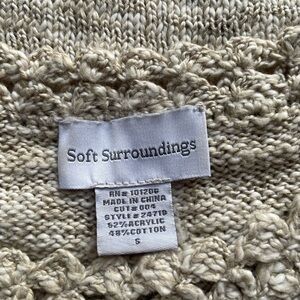 Soft Surroundings
RN# 101206
MADE IN CHINA
CUT# 004
STYLE# 24719
52% ACRYLIC
48% COTTON
S